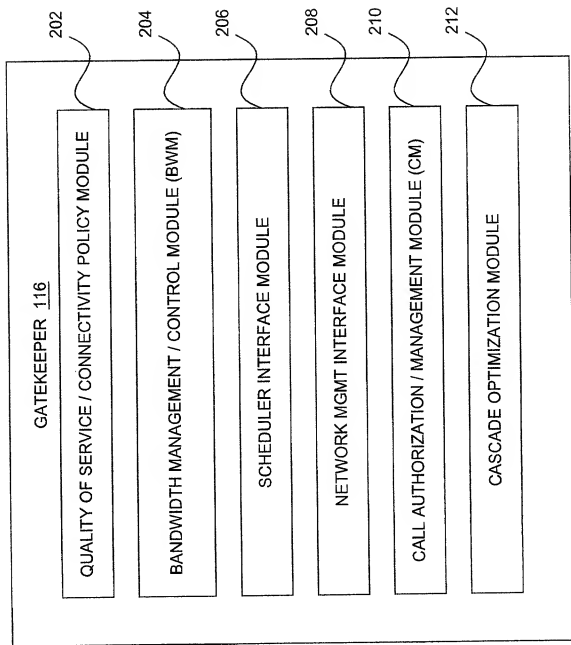 GATEKEEPER 116
QUALITY OF SERVICE / CONNECTIVITY POLICY MODULE
202
BANDWIDTH MANAGEMENT / CONTROL MODULE (BWM)
204
SCHEDULER INTERFACE MODULE
206
NETWORK MGMT INTERFACE MODULE
208
CALL AUTHORIZATION / MANAGEMENT MODULE (CM)
210
CASCADE OPTIMIZATION MODULE
212